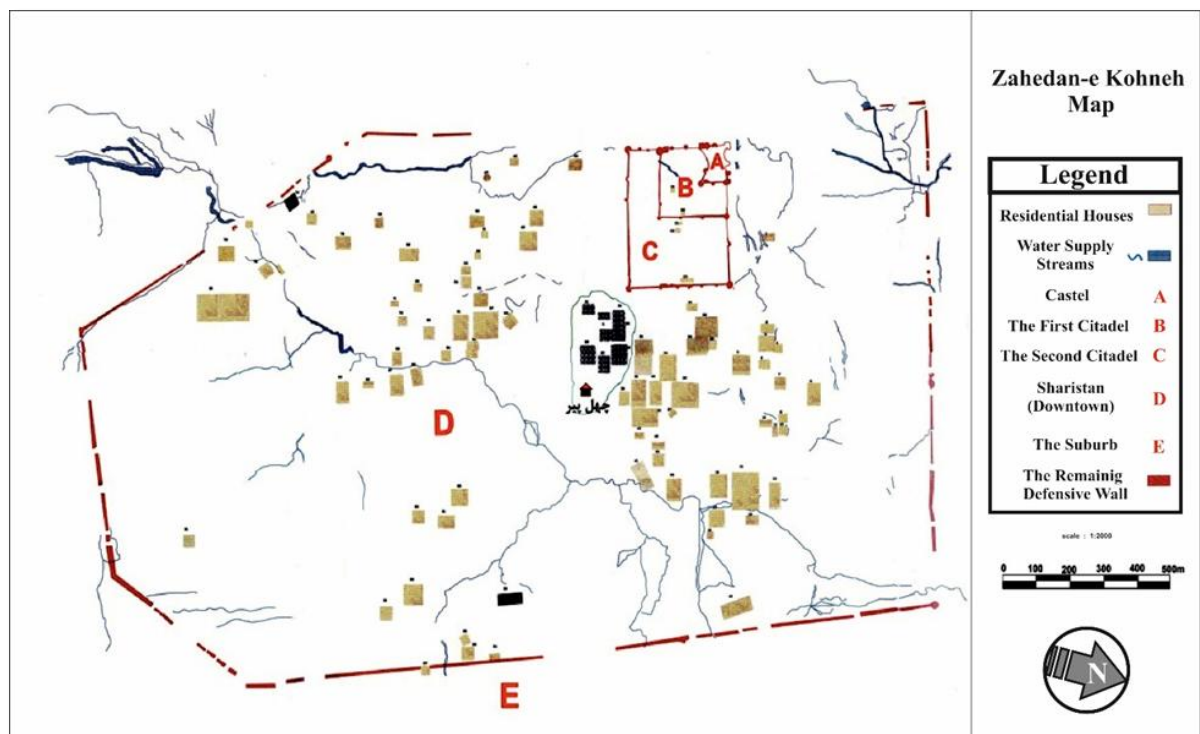 A
B
C
چهل پیر
D
E
Zahedan-e Kohneh
Map
Legend
Residential Houses
Water Supply
Streams
Castel
A
The First Citadel
B
The Second Citadel
C
Sharistan
(Downtown)
D
The Suburb
E
The Remainig
Defensive Wall
scale : 1:2000
0 100 200 300 400 500m
N